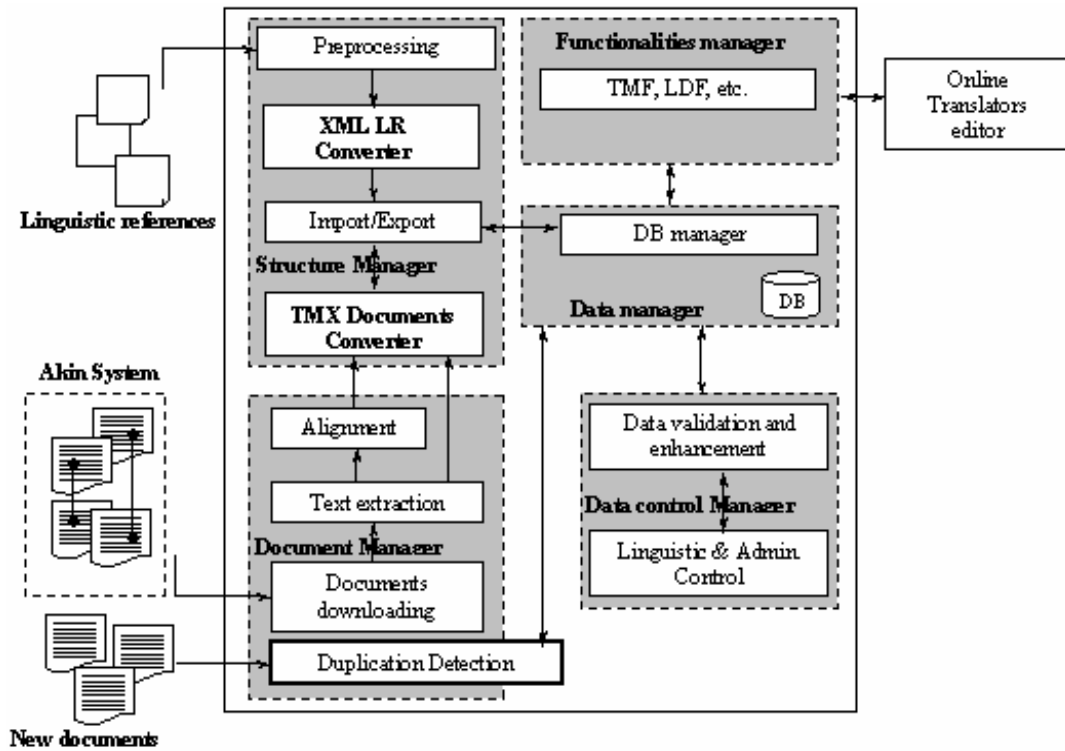 Preprocessing
XML LR
Converter
Import/Export
Structure Manager
TMX Documents
Converter
Linguistic references
Functionalities manager
TMF, LDF, etc.
Online
Translators
editor
DB manager
DB
Data manager
Akin System
Alignment
Text extraction
Document Manager
Documents
downloading
Duplication Detection
Data validation and
enhancement
Data control Manager
Linguistic & Admin.
Control
New documents